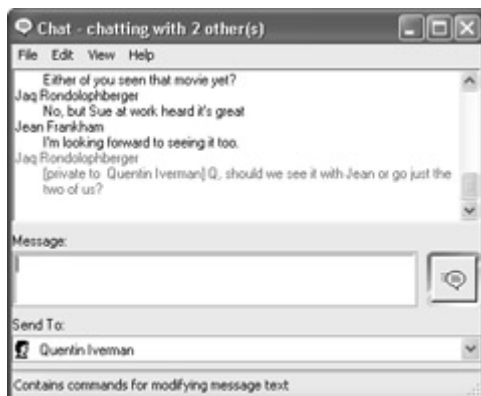 Chat - chatting with 2 other(s)
File Edit View Help
Either of you seen that movie yet?
Jaq Rondolophberger
No, but Sue at work heard it's great
Jean Frankham
I'm looking forward to seeing it too.
Jaq Rondolophberger
[private to Quentin Iverman] Q, should we see it with Jean or go just the
two of us?
Message:
Send To:
Quentin Iverman
Contains commands for modifying message text